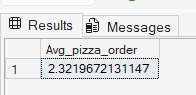 Results Messages
Avg_pizza_order
1 2.3219672131147